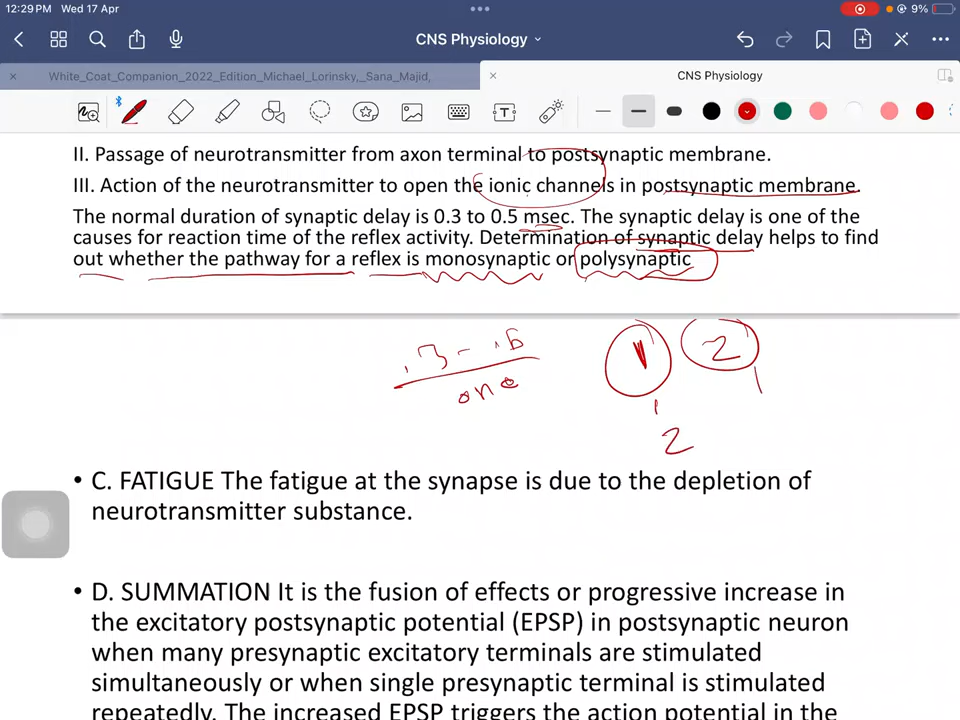 12:29 PM Wed 17 Apr
9%
CNS Physiology
White_Coat_Companion_2022_Edition_Michael_Lorinsky,_Sana_Majid,
CNS Physiology
II. Passage of neurotransmitter from axon terminal to postsynaptic membrane.
III. Action of the neurotransmitter to open the ionic channels in postsynaptic membrane.
The normal duration of synaptic delay is 0.3 to 0.5 msec. The synaptic delay is one of the
causes for reaction time of the reflex activity. Determination of synaptic delay helps to find
out whether the pathway for a reflex is monosynaptic or polysynaptic
1 2
one
2
• C. FATIGUE The fatigue at the synapse is due to the depletion of
neurotransmitter substance.
• D. SUMMATION It is the fusion of effects or progressive increase in
the excitatory postsynaptic potential (EPSP) in postsynaptic neuron
when many presynaptic excitatory terminals are stimulated
simultaneously or when single presynaptic terminal is stimulated
repeatedly. The increased EPSP triggers the action potential in the